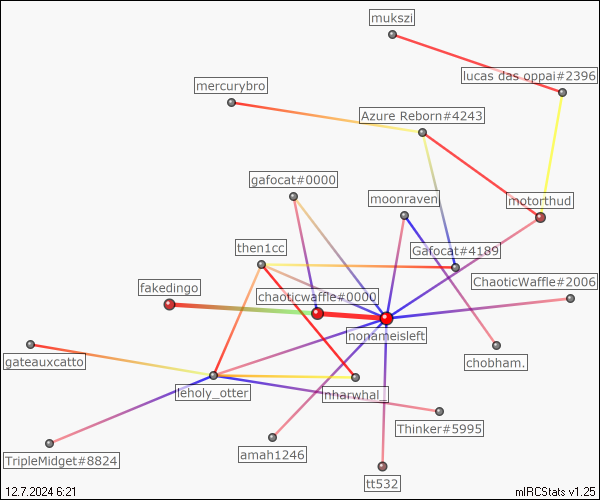 mukszi
lucas das oppai#2396
mercurybro
Azure Reborn#4243
gafocat#0000
moonraven
motorthud
then1cc
Gafocat#4189
fakedingo
chaoticwaffle#0000
ChaoticWaffle#2006
nonameisleft
gateauxcatto
chobham.
leholy_otter
nharwhal_
Thinker#5995
amah1246
TripleMidget#8824
tt532
12.7.2024 6:21
mIRCStats v1.25